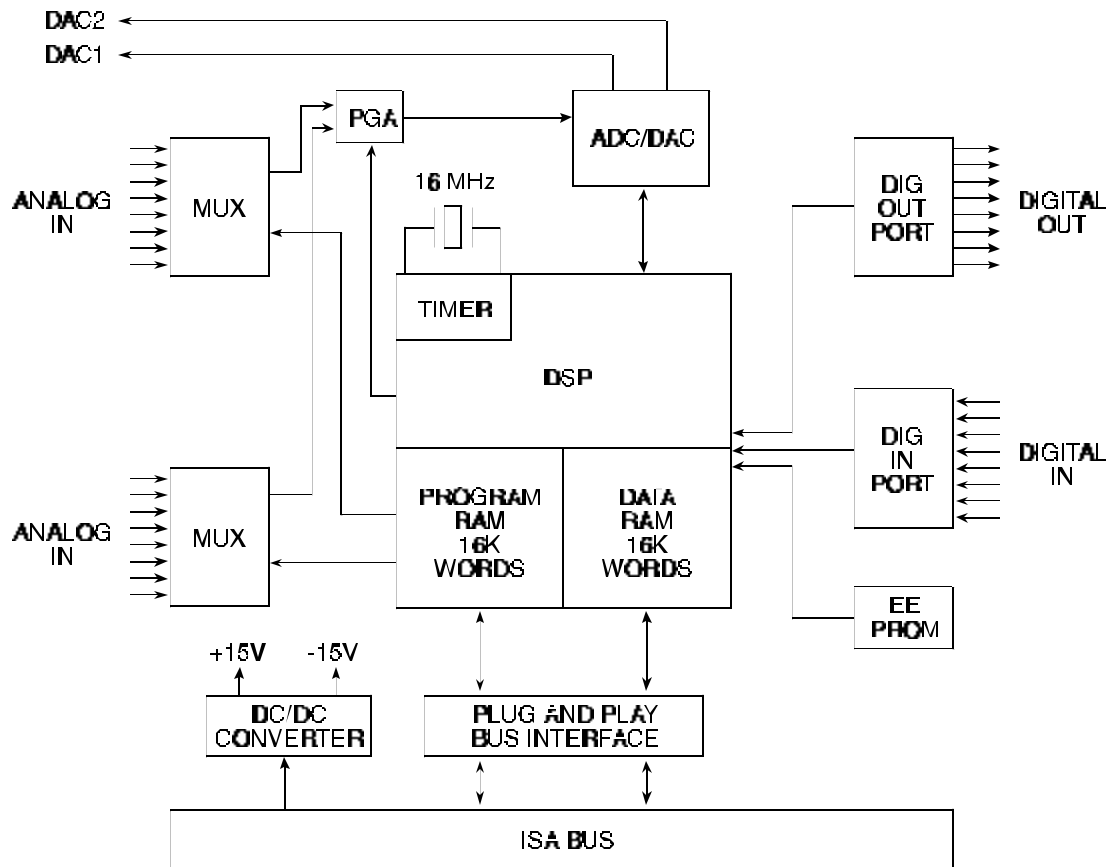 DAC2
DAC1
PGA
ADC/DAC
16 MHz
ANALOG
IN
MUX
DIG
OUT
PORT
DIGITAL
OUT
TIMER
DSP
DIG
IN
PORT
DIGITAL
IN
ANALOG
IN
MUX
PROGRAM
RAM
16K
WORDS
DATA
RAM
16K
WORDS
EE
PROM
+15V
-15V
DC/DC
CONVERTER
PLUG AND PLAY
BUS INTERFACE
ISA BUS